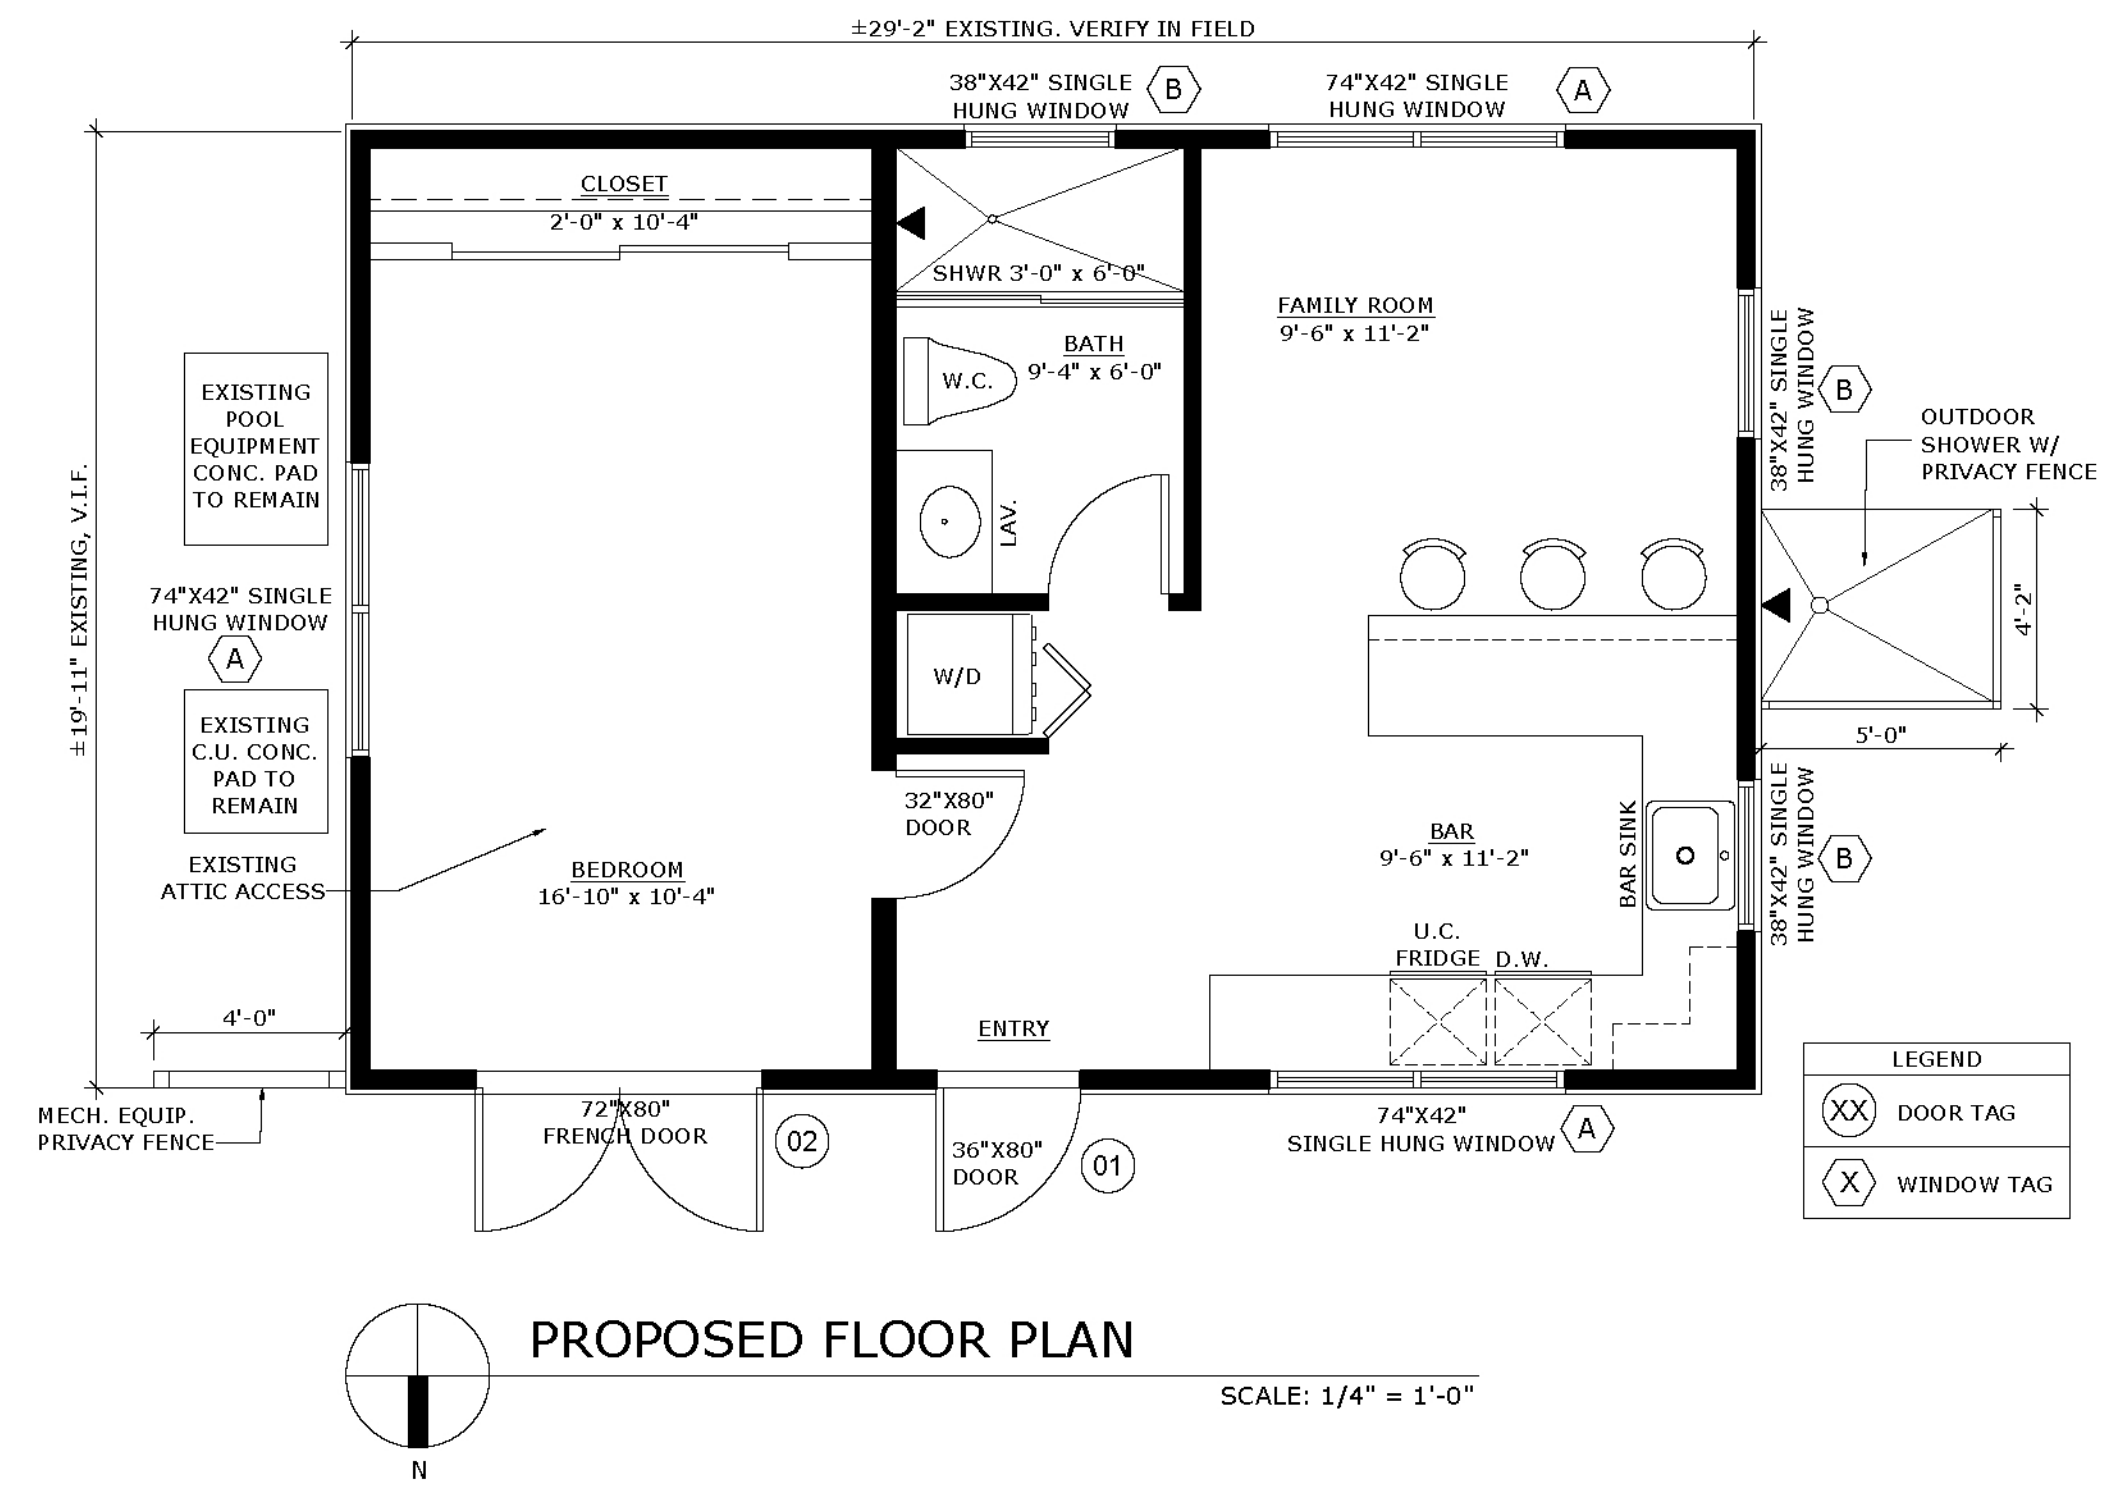 ±29'-2" EXISTING. VERIFY IN FIELD
38"X42" SINGLE
HUNG WINDOW
B
74"X42" SINGLE
HUNG WINDOW
A
CLOSET
2'-0" x 10'-4"
SHWR 3'-0" x 6'-0"
FAMILY ROOM
9'-6" x 11'-2"
BATH
9'-4" x 6'-0"
W.C.
LAV.
38"X42" SINGLE
HUNG WINDOW
B
OUTDOOR
SHOWER W/
PRIVACY FENCE
EXISTING
POOL
EQUIPMENT
CONC. PAD
TO REMAIN
±19'-11" EXISTING, V.I.F.
74"X42" SINGLE
HUNG WINDOW
A
EXISTING
C.U. CONC.
PAD TO
REMAIN
EXISTING
ATTIC ACCESS
W/D
4'-2"
5'-0"
32"X80"
DOOR
BEDROOM
16'-10" x 10'-4"
BAR
9'-6" x 11'-2"
BAR SINK
38"X42" SINGLE
HUNG WINDOW
B
U.C.
FRIDGE
D.W.
ENTRY
4'-0"
MECH. EQUIP.
PRIVACY FENCE
72"X80"
FRENCH DOOR
02
36"X80"
DOOR
01
74"X42"
SINGLE HUNG WINDOW
A
LEGEND
XX DOOR TAG
X WINDOW TAG
PROPOSED FLOOR PLAN
SCALE: 1/4" = 1'-0"
N